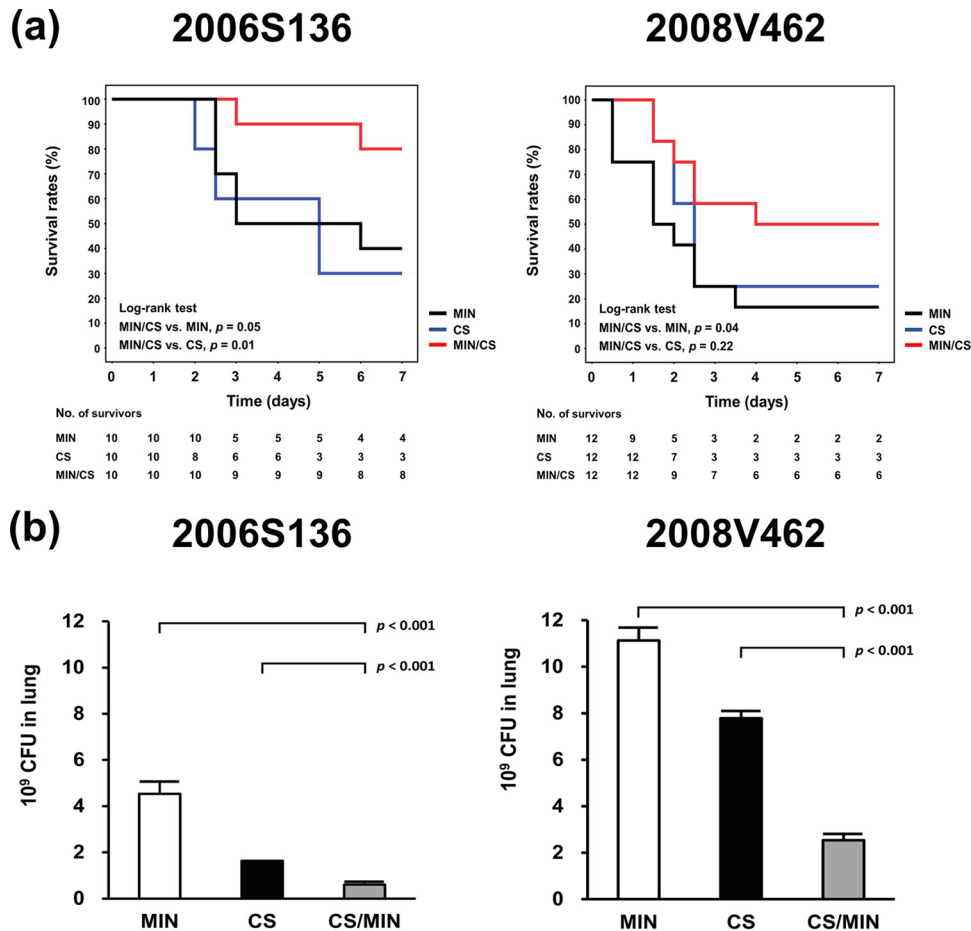 (a) 2006S136 2008V462
100
90
80
70
60
50
40
30
20
10
0
Survival rates (%)
Log-rank test
MIN/CS vs. MIN, p = 0.05
MIN/CS vs. CS, p = 0.01
0 1 2 3 4 5 6 7
Time (days)
MIN
CS
MIN/CS
No. of survivors
MIN 10 10 10 5 5 5 4 4
CS 10 10 8 6 6 3 3 3
MIN/CS 10 10 10 9 9 9 8 8
100
90
80
70
60
50
40
30
20
10
0
Survival rates (%)
Log-rank test
MIN/CS vs. MIN, p = 0.04
MIN/CS vs. CS, p = 0.22
0 1 2 3 4 5 6 7
Time (days)
MIN
CS
MIN/CS
No. of survivors
MIN 12 9 5 3 2 2 2 2
CS 12 12 7 3 3 3 3 3
MIN/CS 12 12 9 7 6 6 6 6
(b) 2006S136 2008V462
12
10
8
6
4
2
0
10⁹ CFU in lung
p < 0.001
p < 0.001
MIN CS CS/MIN
12
10
8
6
4
2
0
10⁹ CFU in lung
p < 0.001
p < 0.001
MIN CS CS/MIN